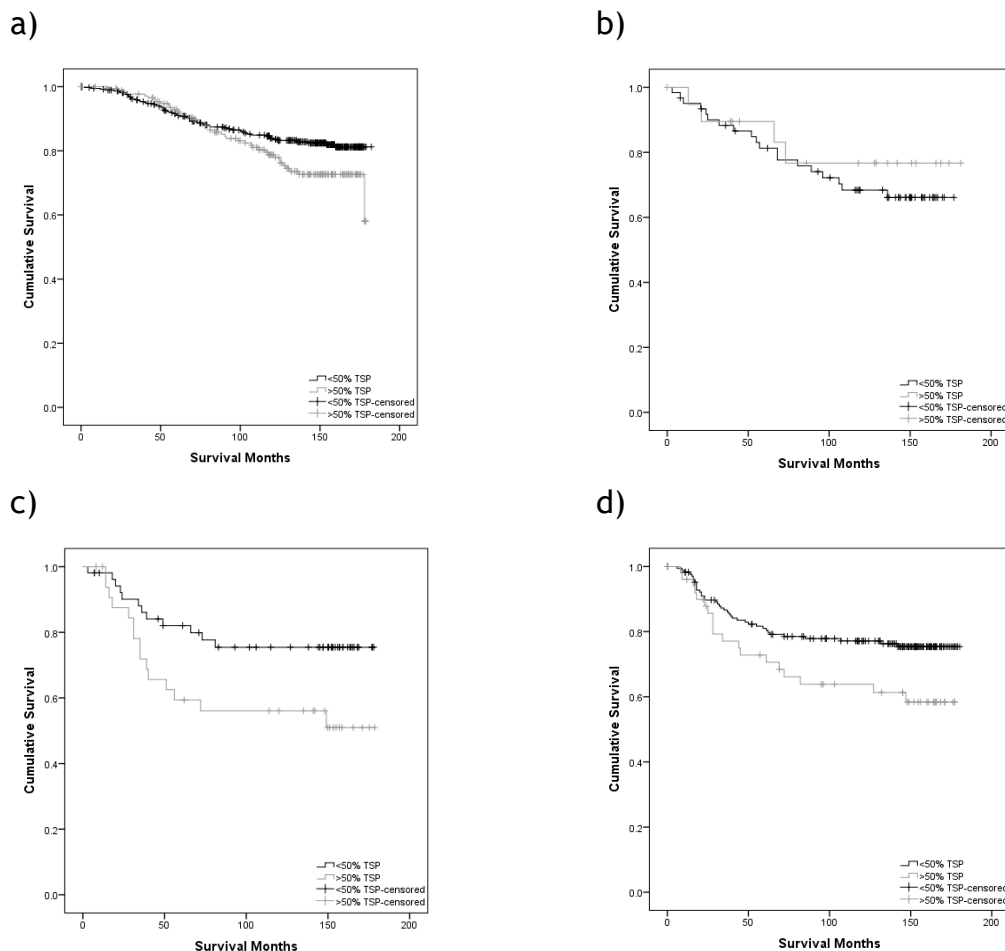 a)
1.0
0.8
0.6
0.4
0.2
0.0
Cumulative Survival
<50% TSP
>50% TSP
<50% TSP-censored
>50% TSP-censored
0 50 100 150 200
Survival Months
b)
1.0
0.8
0.6
0.4
0.2
0.0
Cumulative Survival
<50% TSP
>50% TSP
<50% TSP-censored
>50% TSP-censored
0 50 100 150 200
Survival Months
c)
1.0
0.8
0.6
0.4
0.2
0.0
Cumulative Survival
<50% TSP
>50% TSP
<50% TSP-censored
>50% TSP-censored
0 50 100 150 200
Survival Months
d)
1.0
0.8
0.6
0.4
0.2
0.0
Cumulative Survival
<50% TSP
>50% TSP
<50% TSP-censored
>50% TSP-censored
0 50 100 150 200
Survival Months